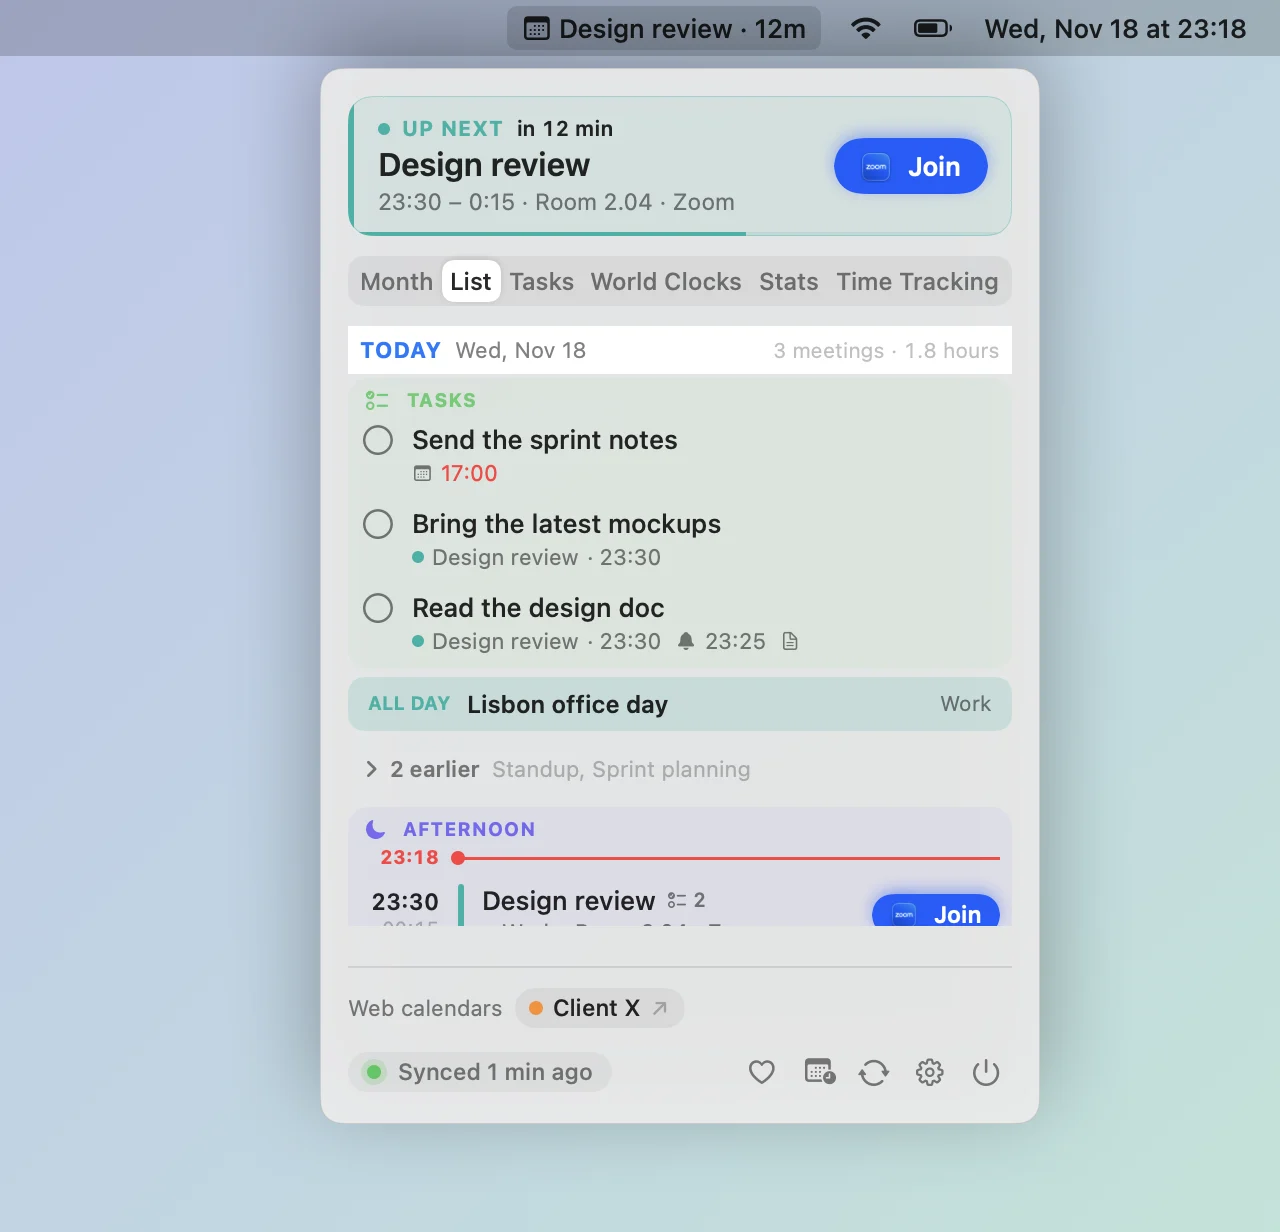 Design review · 12m
Wed, Nov 18 at 23:18
UP NEXT in 12 min
Design review
23:30 – 0:15 · Room 2.04 · Zoom
zoom Join
Month List Tasks World Clocks Stats Time Tracking
TODAY Wed, Nov 18 3 meetings · 1.8 hours
TASKS
Send the sprint notes
17:00
Bring the latest mockups
Design review · 23:30
Read the design doc
Design review · 23:30 23:25
ALL DAY Lisbon office day Work
2 earlier Standup, Sprint planning
AFTERNOON
23:18
23:30 Design review 2
zoom Join
Web calendars Client X
Synced 1 min ago